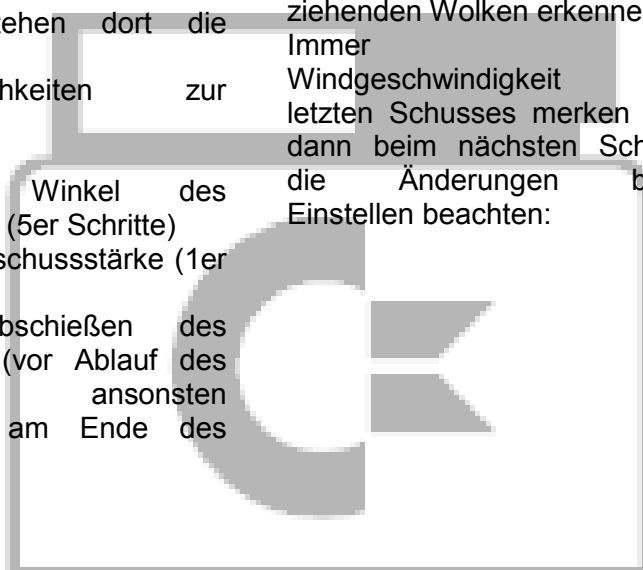 ehen dort die
hkeiten zur
Winkel des
(5er Schritte)
schussstärke (1er
bschießen des
(vor Ablauf des
ansonsten
am Ende des
ziehenden Wolken erkenne
Immer
Windgeschwindigkeit
letzten Schusses merken
dann beim nächsten Sch
die Änderungen b
Einstellen beachten: